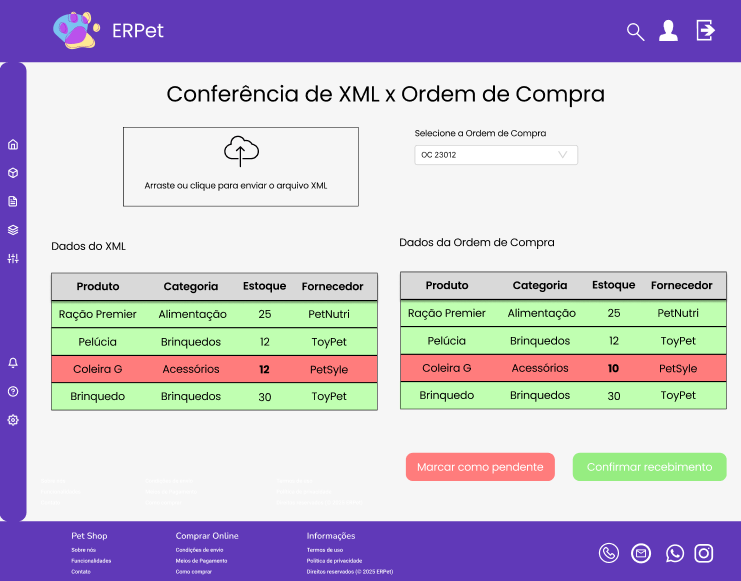 ERPet
Conferência de XML x Ordem de Compra
Arraste ou clique para enviar o arquivo XML
Selecione a Ordem de Compra
OC 23012
Dados do XML
Produto Categoria Estoque Fornecedor
Ração Premier Alimentação 25 PetNutri
Pelúcia Brinquedos 12 ToyPet
Coleira G Acessórios 12 PetSyle
Brinquedo Brinquedos 30 ToyPet
Dados da Ordem de Compra
Produto Categoria Estoque Fornecedor
Ração Premier Alimentação 25 PetNutri
Pelúcia Brinquedos 12 ToyPet
Coleira G Acessórios 10 PetSyle
Brinquedo Brinquedos 30 ToyPet
Marcar como pendente
Confirmar recebimento
Pet Shop
Sobre nós
Funcionalidades
Contato
Comprar Online
Condições de envio
Meios de Pagamento
Como comprar
Informações
Termos de uso
Política de privacidade
Direitos reservados (© 2025 ERPet)